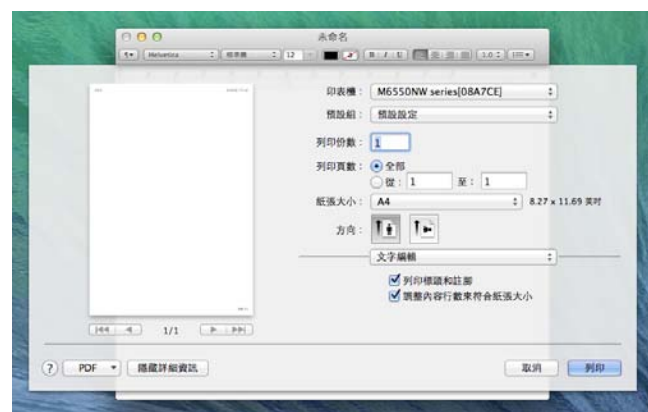 未命名
Helvetica 標準體 12 B I U 1.0
印表機： M6550NW series[08A7CE]
預設組： 預設設定
列印份數： 1
列印頁數： 全部
從： 1 至： 1
紙張大小： A4 8.27 x 11.69 英吋
方向：
文字編輯
列印標頭和註腳
調整內容行數來符合紙張大小
1/1
? PDF 隱藏詳細資訊 取消 列印